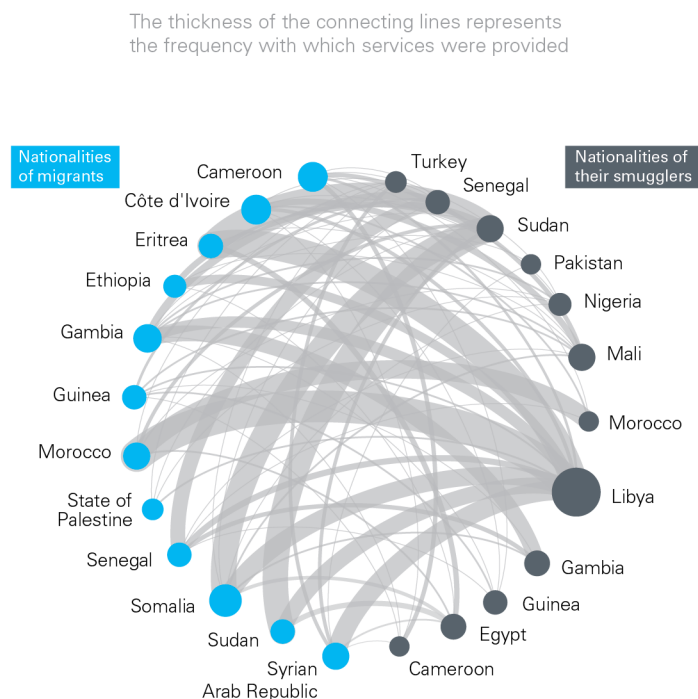 The thickness of the connecting lines represents
the frequency with which services were provided
Nationalities
of migrants
Nationalities of
their smugglers
Cameroon
Côte d'Ivoire
Eritrea
Ethiopia
Gambia
Guinea
Morocco
State of
Palestine
Senegal
Somalia
Sudan
Syrian
Arab Republic
Turkey
Senegal
Sudan
Pakistan
Nigeria
Mali
Morocco
Libya
Gambia
Guinea
Egypt
Cameroon